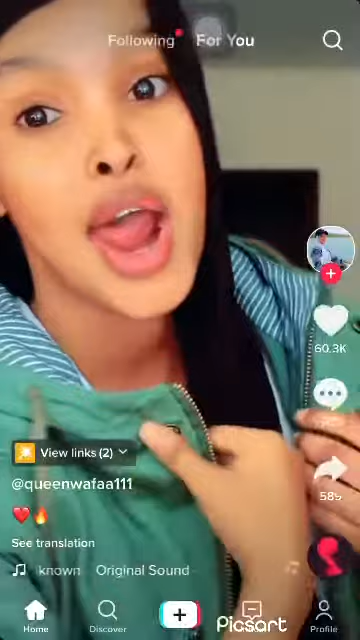 Following For You
60.3K
View links (2)
@queenwafaa111
❤️🔥
589
See translation
known Original Sound
Home Discover Profile
Picsart